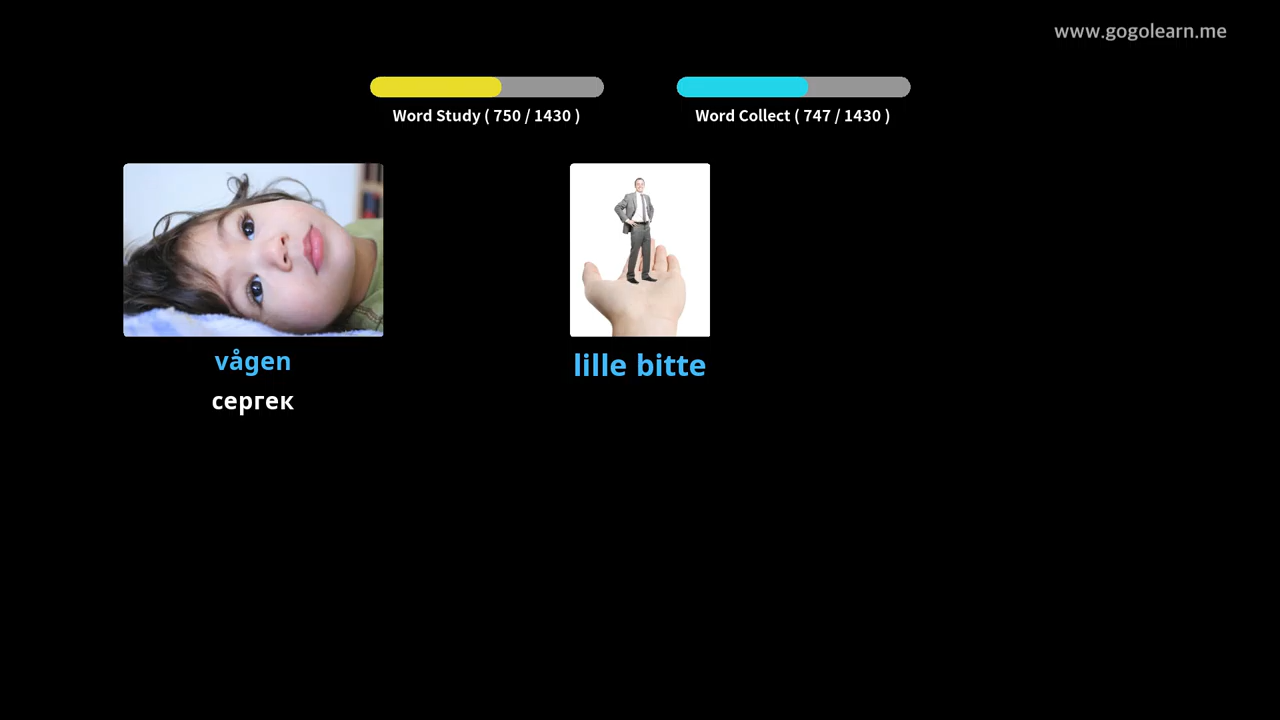 www.gogolearn.me
Word Study ( 750 / 1430 )
Word Collect ( 747 / 1430 )
vågen
сергек
lille bitte